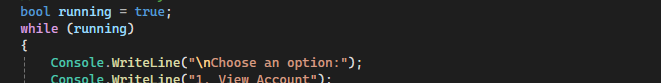 bool running = true;
while (running)
{
Console.WriteLine("\nChoose an option:");
Console.WriteLine("1. View Account");